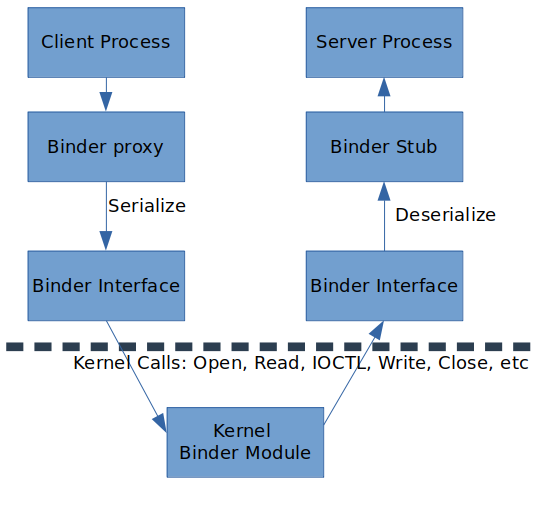 Client Process
Server Process
Binder proxy
Binder Stub
Serialize
Deserialize
Binder Interface
Binder Interface
Kernel Calls: Open, Read, IOCTL, Write, Close, etc
Kernel
Binder Module